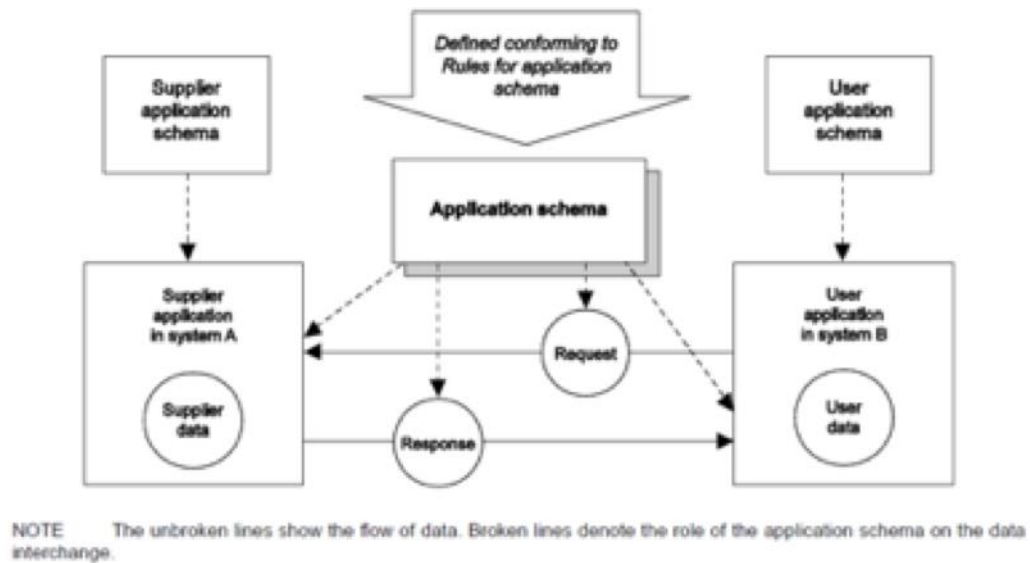 Defined conforming to
Rules for application
schema
Supplier
application
schema
User
application
schema
Application schema
Supplier
application
in system A
User
application
in system B
Request
Supplier
data
User
data
Response
NOTE The unbroken lines show the flow of data. Broken lines denote the role of the application schema on the data
interchange.